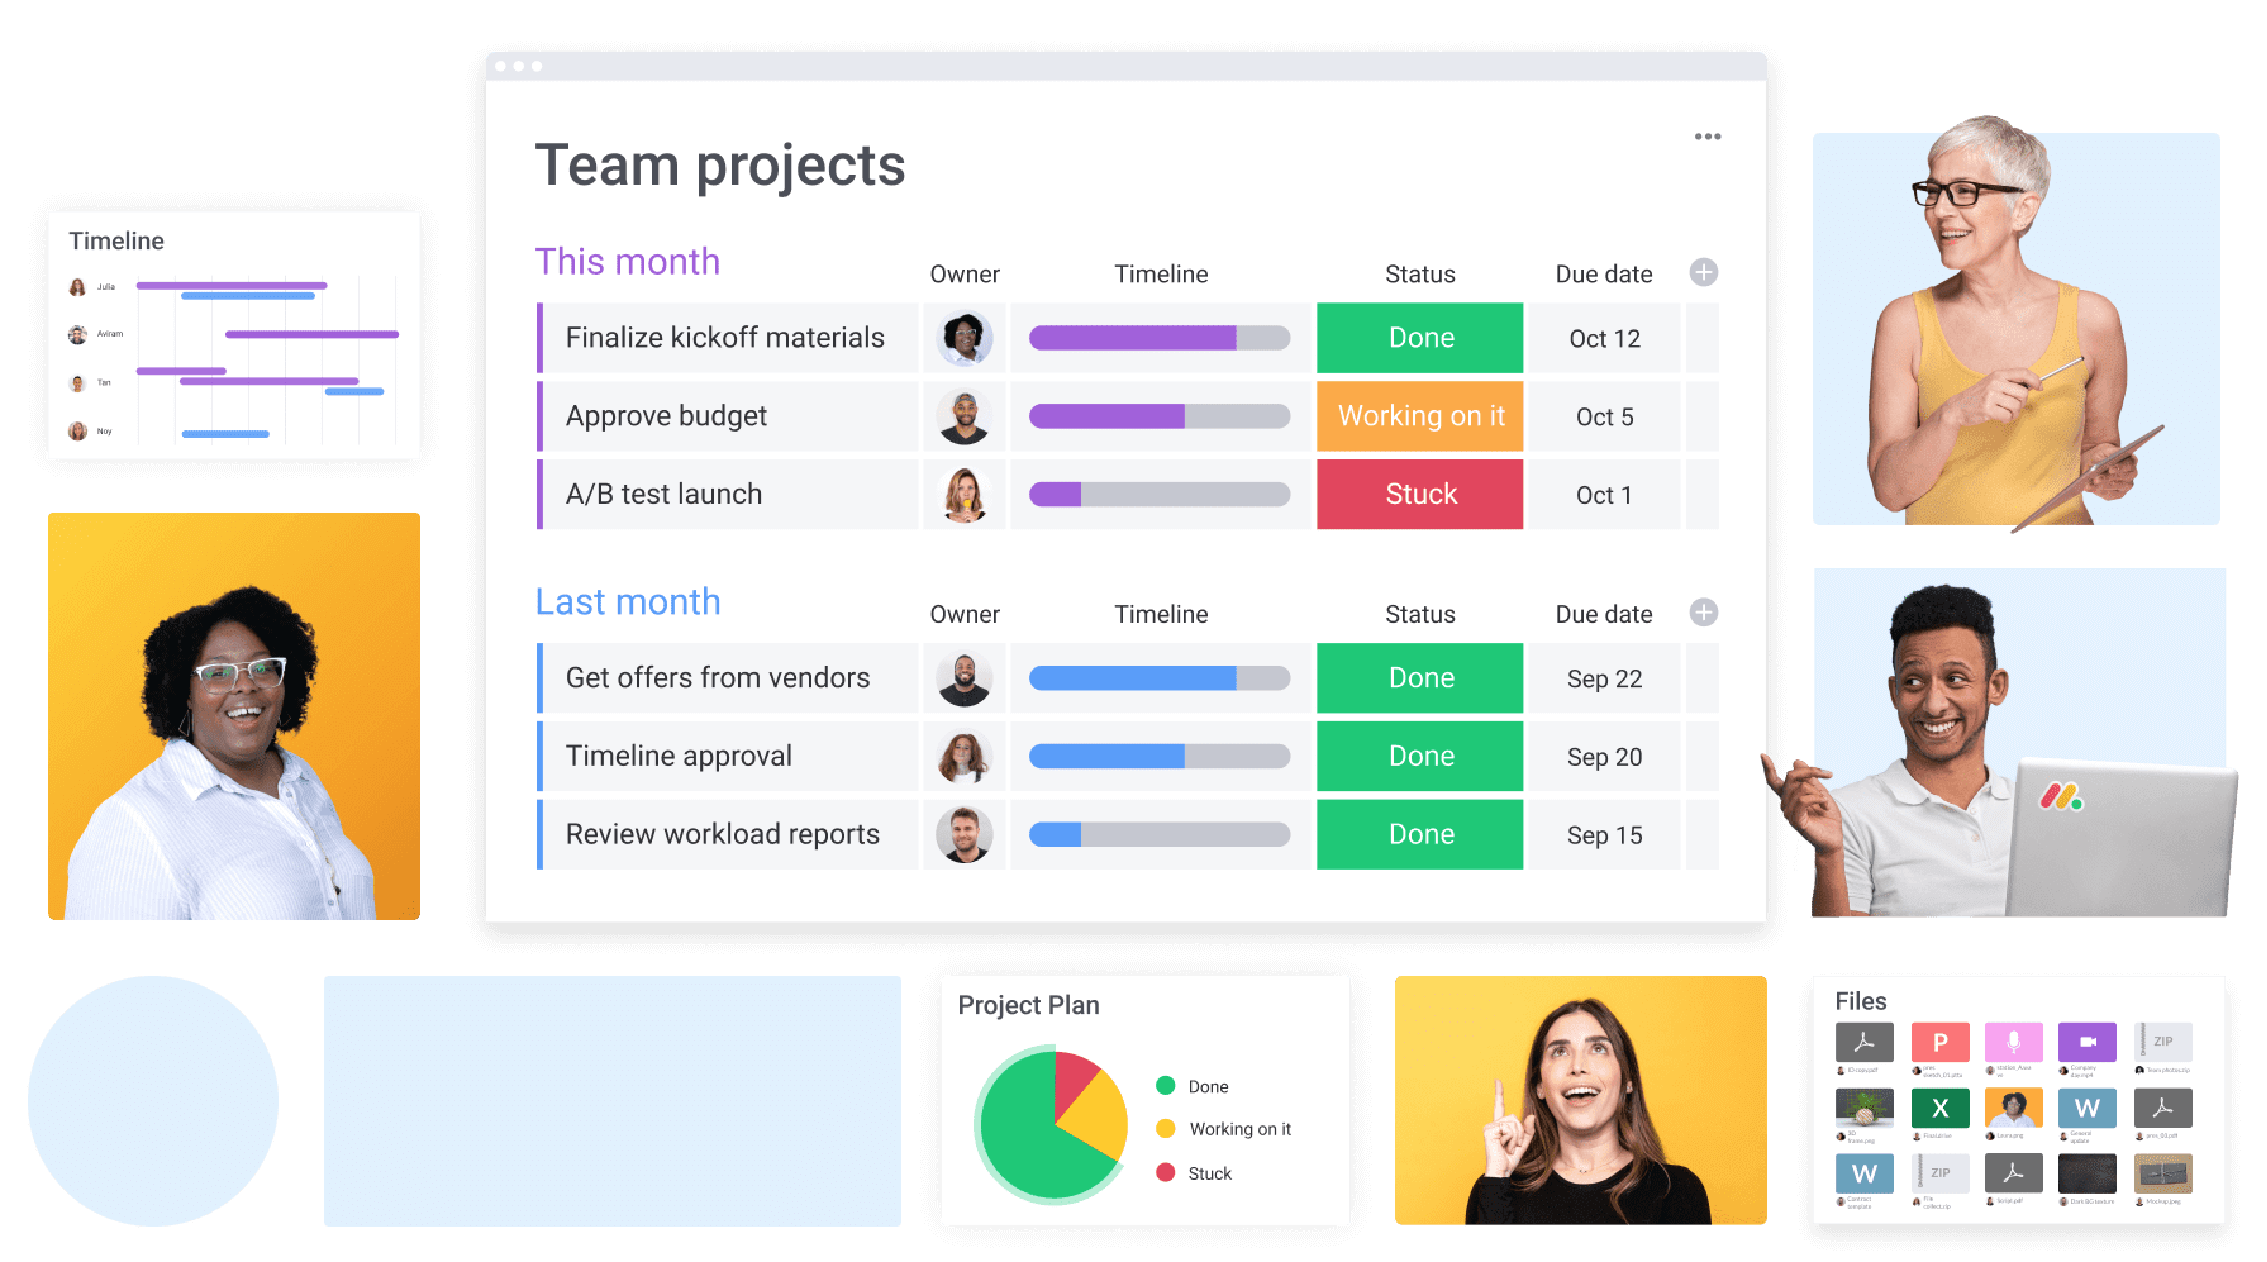 Team projects
This month
Owner
Timeline
Status
Due date
Finalize kickoff materials
Done
Oct 12
Approve budget
Working on it
Oct 5
A/B test launch
Stuck
Oct 1
Last month
Owner
Timeline
Status
Due date
Get offers from vendors
Done
Sep 22
Timeline approval
Done
Sep 20
Review workload reports
Done
Sep 15
Timeline
Julia
Aviram
Tan
Noy
Project Plan
Done
Working on it
Stuck
Files
P
ZIP
X
W
W
ZIP